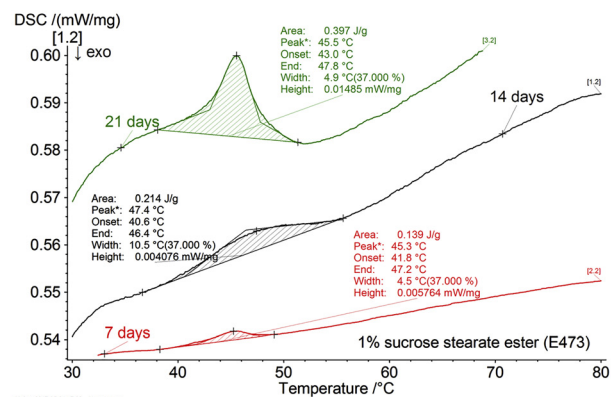 DSC /(mW/mg)
[1.2]
↓ exo
0.60
0.59
0.58
0.57
0.56
0.55
0.54
Area: 0.397 J/g
Peak*: 45.5 °C
Onset: 43.0 °C
End: 47.8 °C
Width: 4.9 °C(37.000 %)
Height: 0.01485 mW/mg
[3.2]
21 days
[1.2]
14 days
Area: 0.214 J/g
Peak*: 47.4 °C
Onset: 40.6 °C
End: 46.4 °C
Width: 10.5 °C(37.000 %)
Height: 0.004076 mW/mg
Area: 0.139 J/g
Peak*: 45.3 °C
Onset: 41.8 °C
End: 47.2 °C
Width: 4.5 °C(37.000 %)
Height: 0.005764 mW/mg
[2.2]
7 days
1% sucrose stearate ester (E473)
30 40 50 60 70 80
Temperature /°C